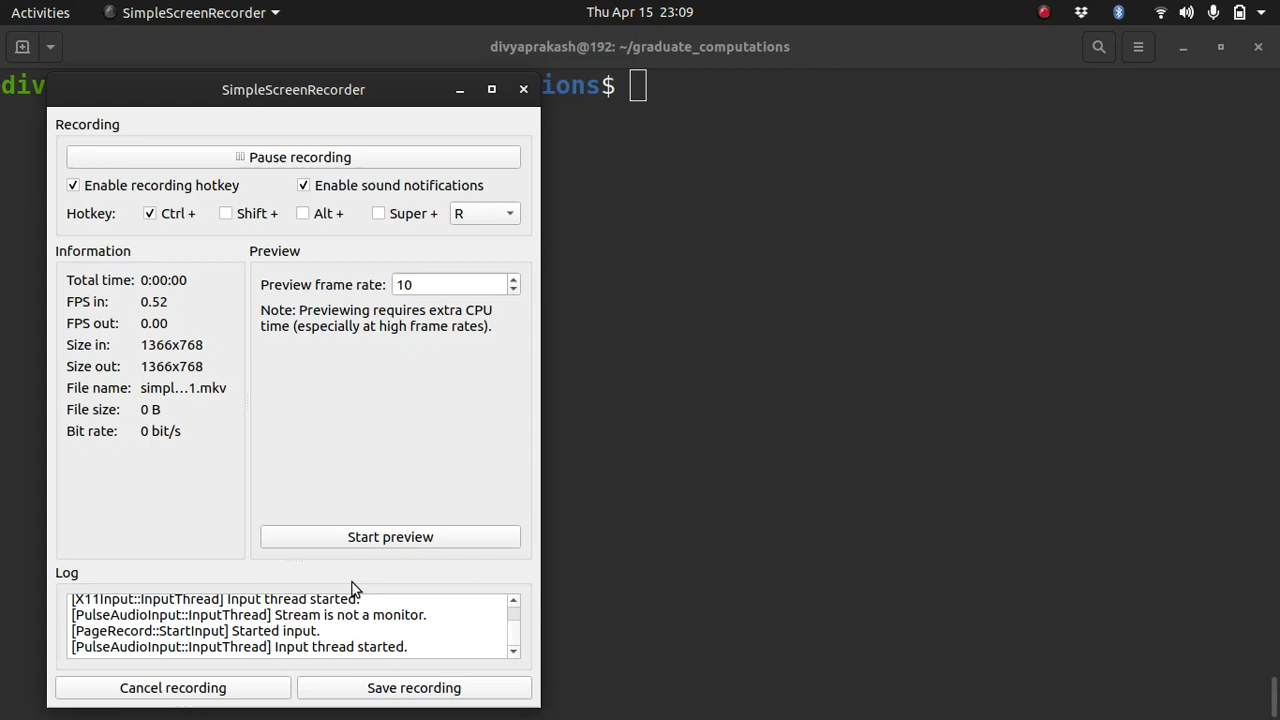 Activities SimpleScreenRecorder Thu Apr 15 23:09
divyaprakash@192: ~/graduate_computations
div ions$
SimpleScreenRecorder
Recording
Pause recording
Enable recording hotkey Enable sound notifications
Hotkey: Ctrl + Shift + Alt + Super + R
Information
Total time: 0:00:00
FPS in: 0.52
FPS out: 0.00
Size in: 1366x768
Size out: 1366x768
File name: simpl...1.mkv
File size: 0 B
Bit rate: 0 bit/s
Preview
Preview frame rate: 10
Note: Previewing requires extra CPU
time (especially at high frame rates).
Start preview
Log
[X11Input::InputThread] Input thread started.
[PulseAudioInput::InputThread] Stream is not a monitor.
[PageRecord::StartInput] Started input.
[PulseAudioInput::InputThread] Input thread started.
Cancel recording Save recording